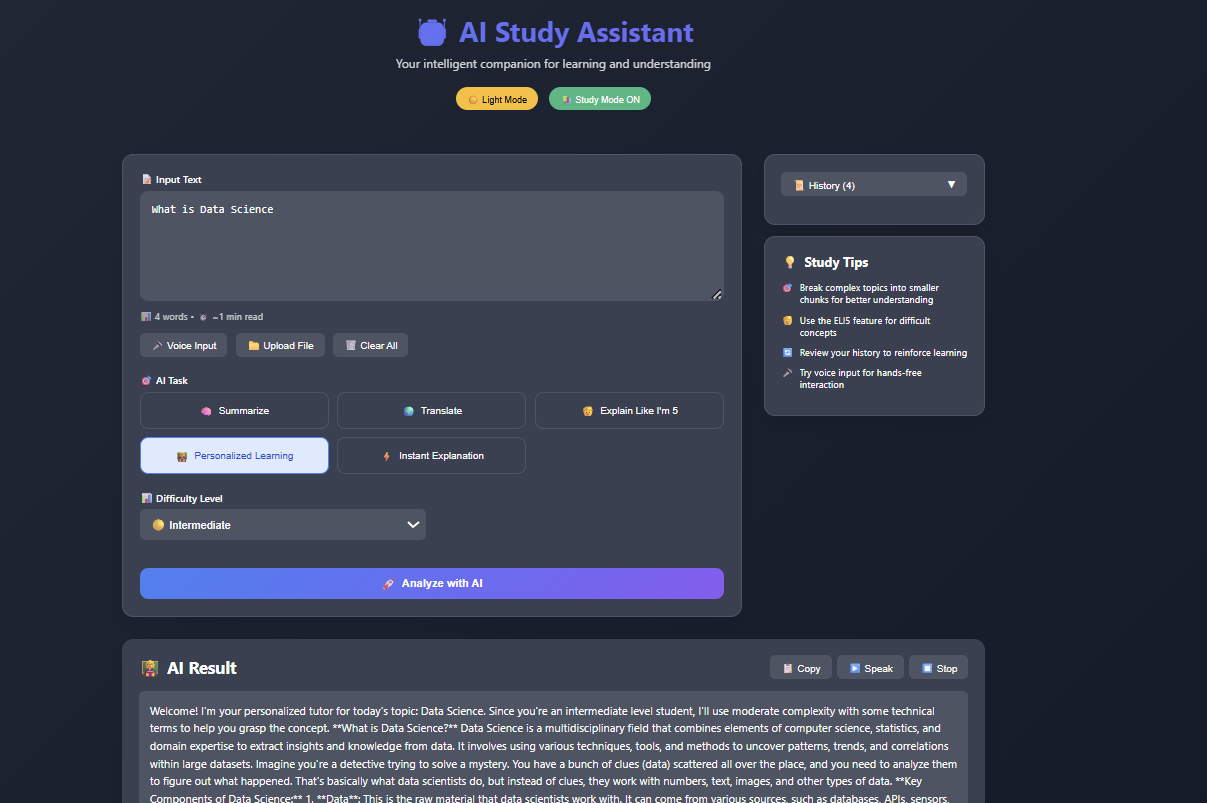 AI Study Assistant
Your intelligent companion for learning and understanding
Light Mode
Study Mode ON
Input Text
What is Data Science
4 words • ~1 min read
Voice Input
Upload File
Clear All
AI Task
Summarize
Translate
Explain Like I'm 5
Personalized Learning
Instant Explanation
Difficulty Level
Intermediate
Analyze with AI
History (4)
▼
Study Tips
Break complex topics into smaller
chunks for better understanding
Use the ELI5 feature for difficult
concepts
Review your history to reinforce learning
Try voice input for hands-free
interaction
AI Result
Copy
Speak
Stop
Welcome! I'm your personalized tutor for today's topic: Data Science. Since you're an intermediate level student, I'll use moderate complexity with some technical
terms to help you grasp the concept. **What is Data Science?** Data Science is a multidisciplinary field that combines elements of computer science, statistics, and
domain expertise to extract insights and knowledge from data. It involves using various techniques, tools, and methods to uncover patterns, trends, and correlations
within large datasets. Imagine you're a detective trying to solve a mystery. You have a bunch of clues (data) scattered all over the place, and you need to analyze them
to figure out what happened. That's basically what data scientists do, but instead of clues, they work with numbers, text, images, and other types of data. **Key
Components of Data Science:** 1. **Data**: This is the raw material that data scientists work with. It can come from various sources, such as databases, APIs, sensors,